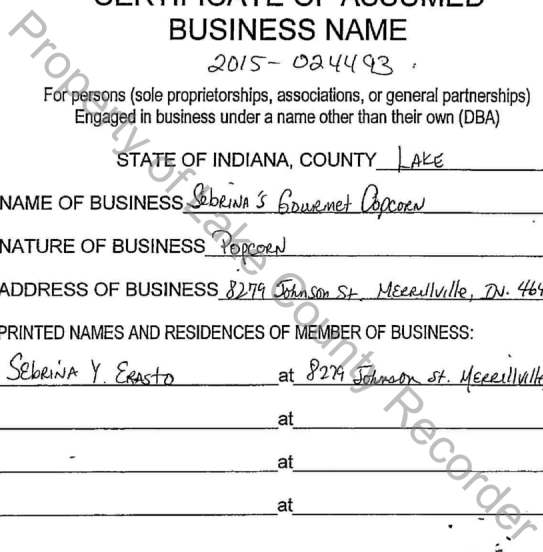 CERTIFICATE OF ASSUMED
BUSINESS NAME
2015-024493
For persons (sole proprietorships, associations, or general partnerships)
Engaged in business under a name other than their own (DBA)
STATE OF INDIANA, COUNTY LAKE
NAME OF BUSINESS Sebrina's Gourmet Popcorn
NATURE OF BUSINESS Popcorn
ADDRESS OF BUSINESS 8279 Johnson St. Merrillville, IN. 464
PRINTED NAMES AND RESIDENCES OF MEMBER OF BUSINESS:
Sebrina Y. Erasto at 8279 Johnson St. Merrillville
at
at
at
Property of Lake County Recorder